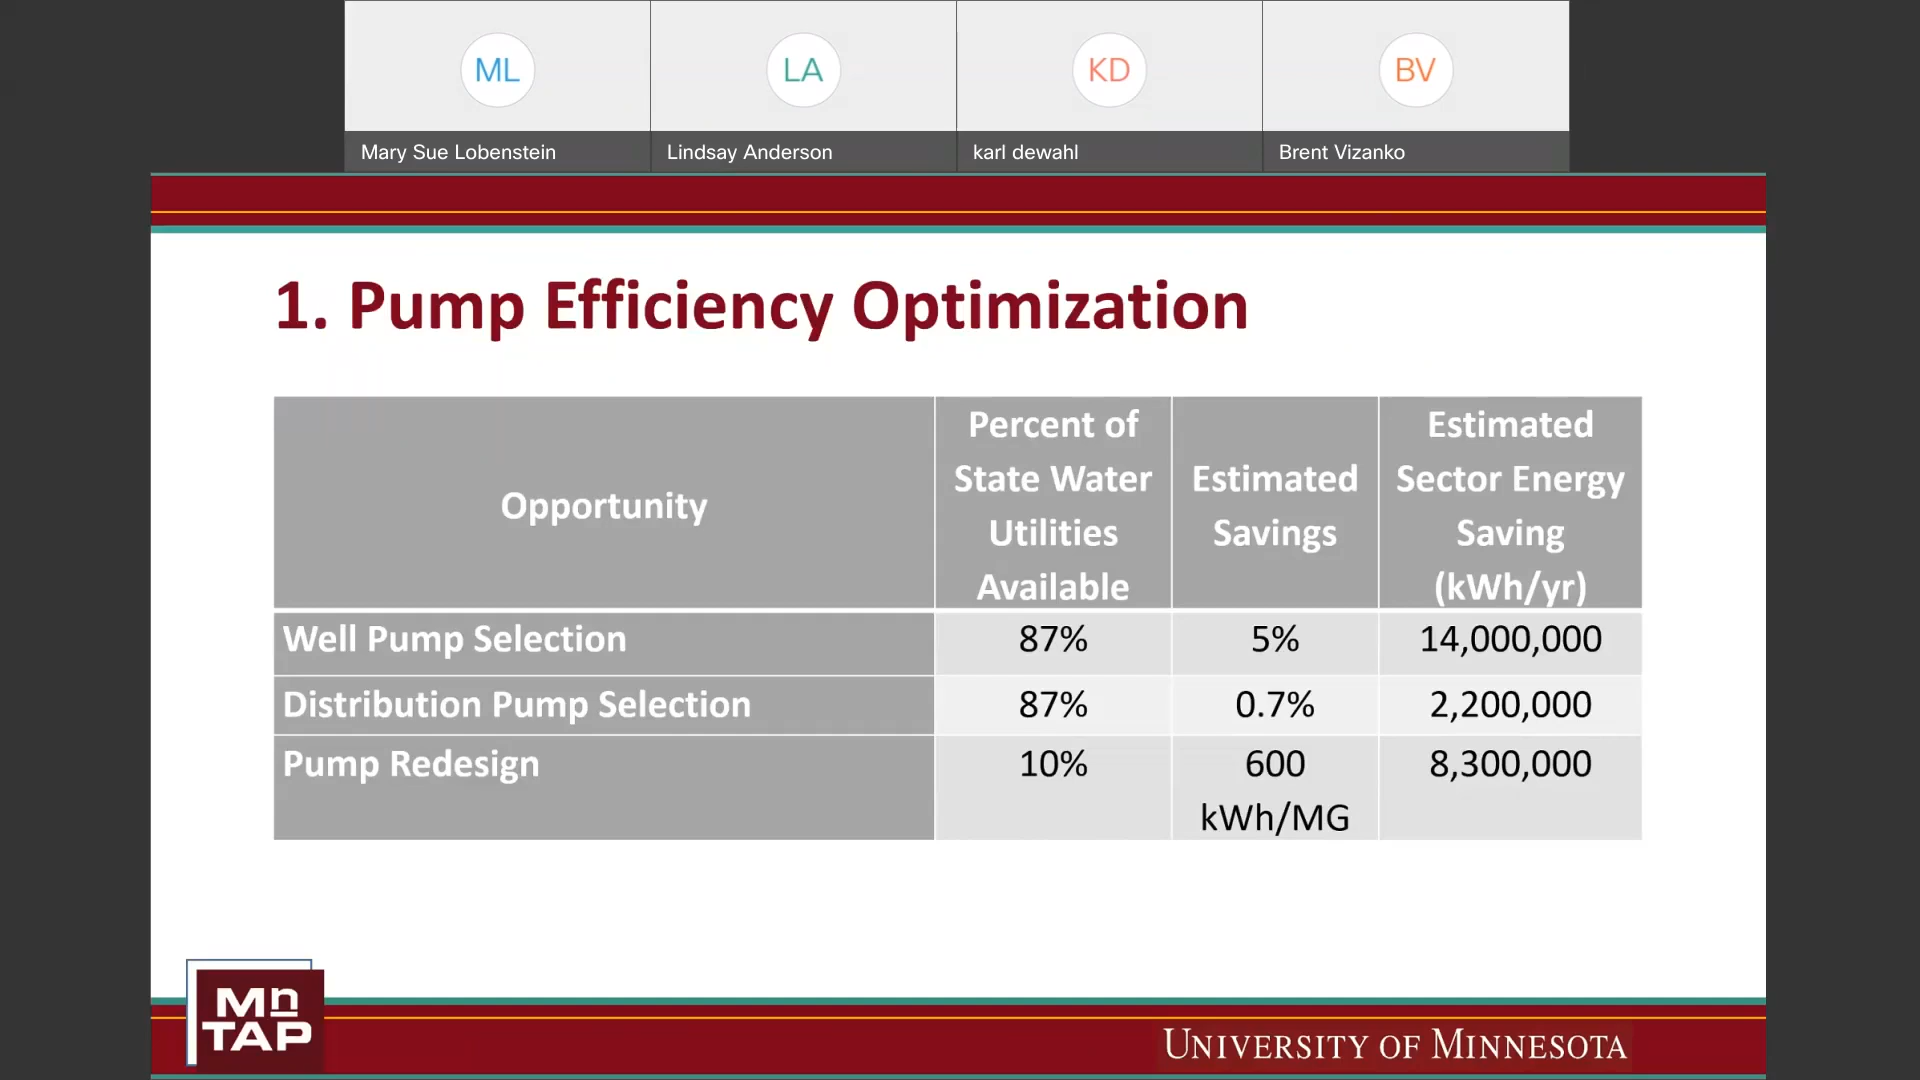 ML
LA
KD
BV
Mary Sue Lobenstein
Lindsay Anderson
karl dewahl
Brent Vizanko
1. Pump Efficiency Optimization
Opportunity
Percent of
State Water
Utilities
Available
Estimated
Savings
Estimated
Sector Energy
Saving
(kWh/yr)
Well Pump Selection
87%
5%
14,000,000
Distribution Pump Selection
87%
0.7%
2,200,000
Pump Redesign
10%
600
kWh/MG
8,300,000
Mn
TAP
UNIVERSITY OF MINNESOTA